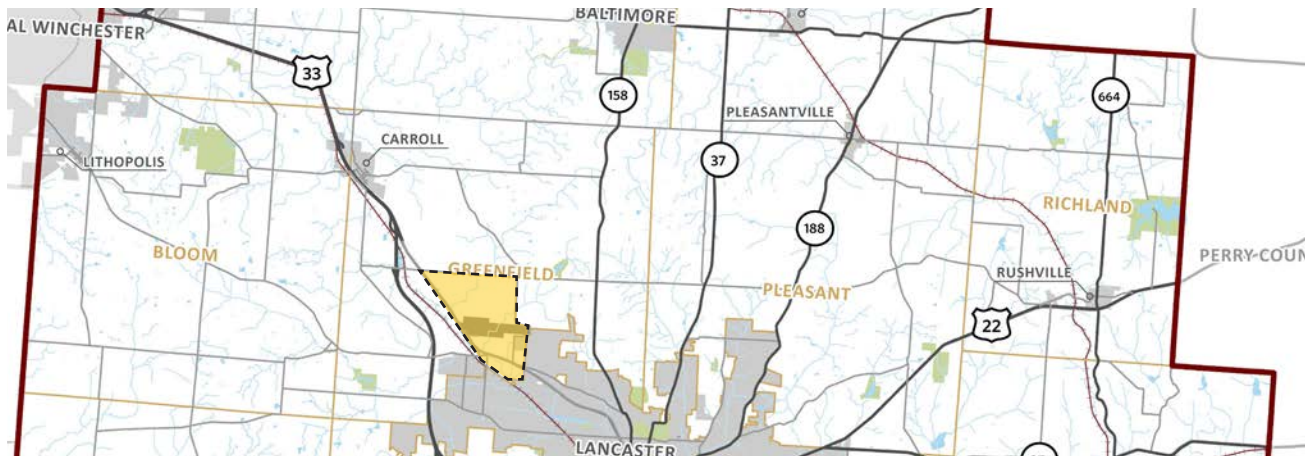 BALTIMORE
AL WINCHESTER
33
158
664
PLEASANTVILLE
CARROLL
37
LITHOPOLIS
RICHLAND
188
BLOOM
PERRY COUN
GREENFIELD
RUSHVILLE
PLEASANT
22
LANCASTER